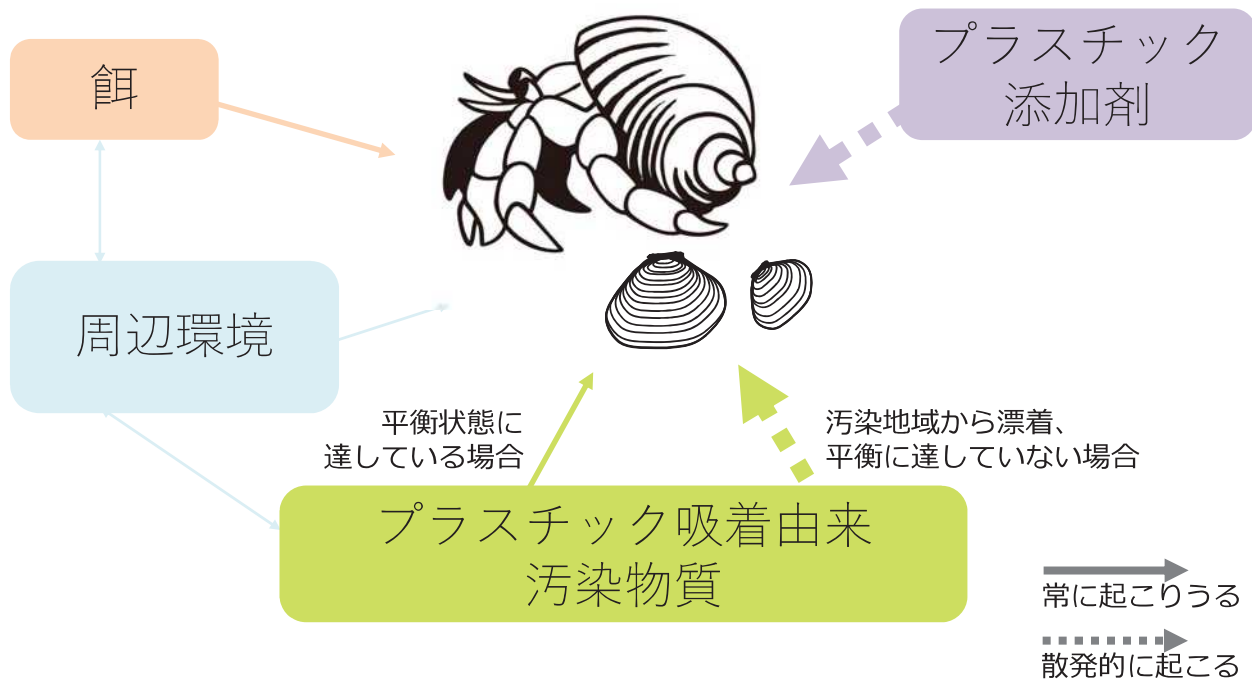 餌
プラスチック
添加剤
周辺環境
平衡状態に
達している場合
汚染地域から漂着、
平衡に達していない場合
プラスチック吸着由来
汚染物質
常に起こりうる
散発的に起こる